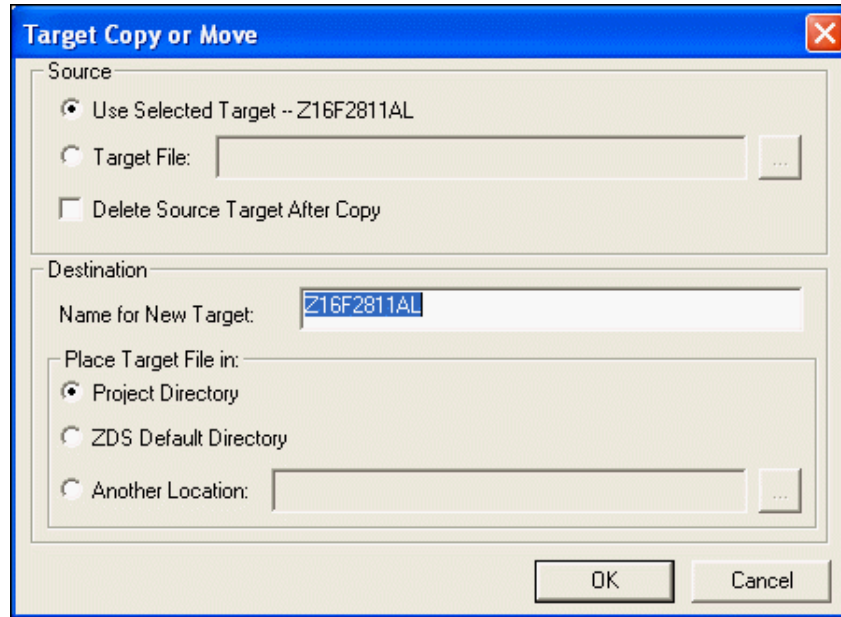 Target Copy or Move
Source
Use Selected Target -- Z16F2811AL
Target File:
...
Delete Source Target After Copy
Destination
Name for New Target:
Z16F2811AL
Place Target File in:
Project Directory
ZDS Default Directory
Another Location:
...
OK
Cancel